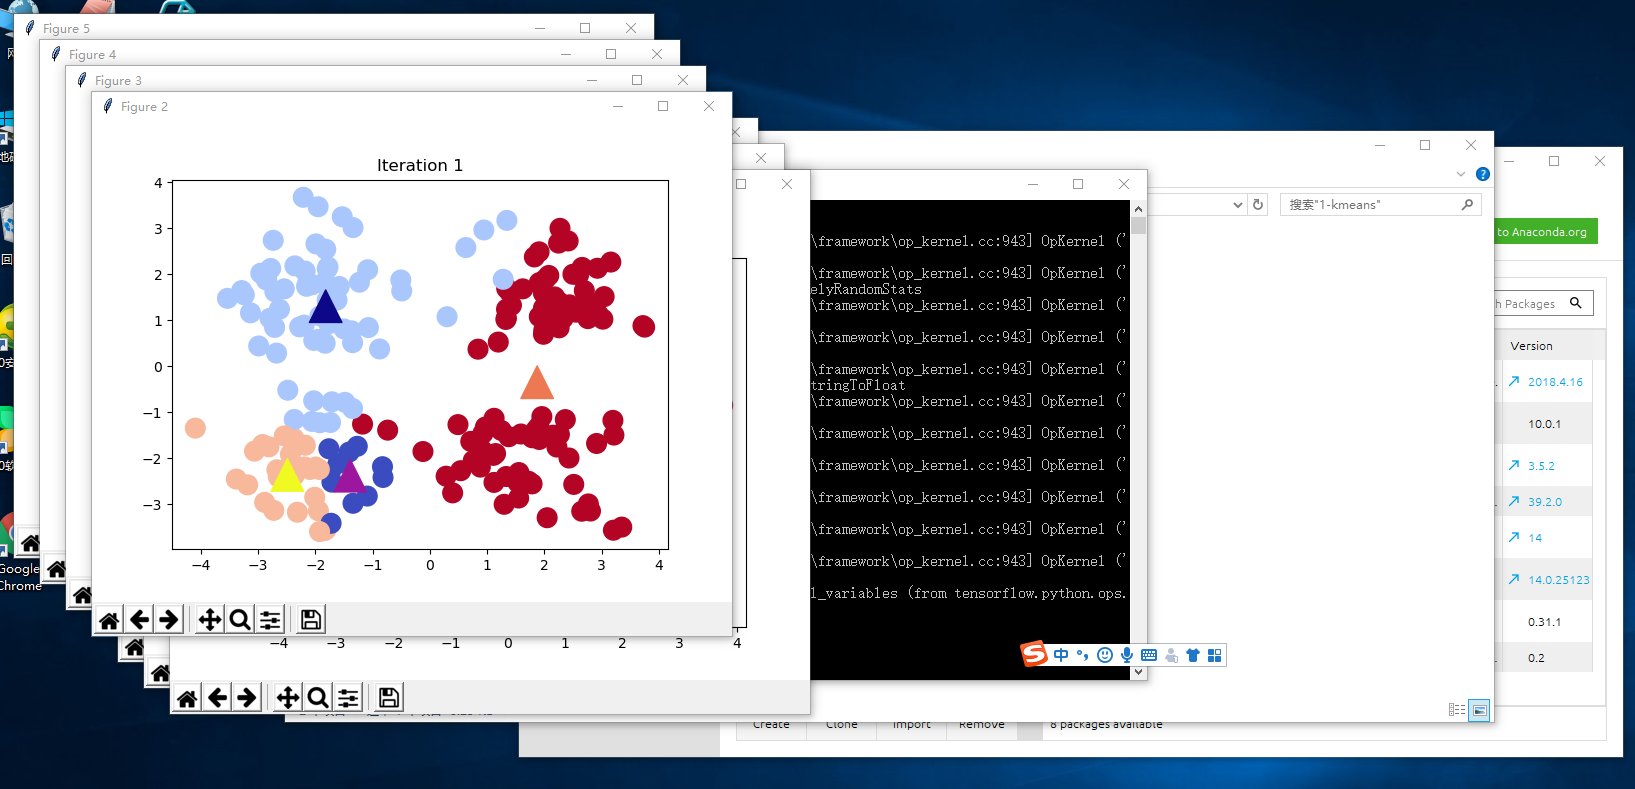 Figure 5
Figure 4
Figure 3
Figure 2
Iteration 1
4
3
2
1
0
−1
−2
−3
−4 −3 −2 −1 0 1 2 3 4
−4 −3 −2 −1 0 1 2 3 4
\framework\op_kernel.cc:943] OpKernel ('
\framework\op_kernel.cc:943] OpKernel ('
elyRandomStats
\framework\op_kernel.cc:943] OpKernel ('
\framework\op_kernel.cc:943] OpKernel ('
\framework\op_kernel.cc:943] OpKernel ('
tringToFloat
\framework\op_kernel.cc:943] OpKernel ('
\framework\op_kernel.cc:943] OpKernel ('
\framework\op_kernel.cc:943] OpKernel ('
\framework\op_kernel.cc:943] OpKernel ('
\framework\op_kernel.cc:943] OpKernel ('
\framework\op_kernel.cc:943] OpKernel ('
l_variables (from tensorflow.python.ops.
搜索"1-kmeans"
to Anaconda.org
h Packages
Version
2018.4.16
10.0.1
3.5.2
39.2.0
14
14.0.25123
0.31.1
0.2
S 中
Create Clone Import Remove 8 packages available
Google
Chrome